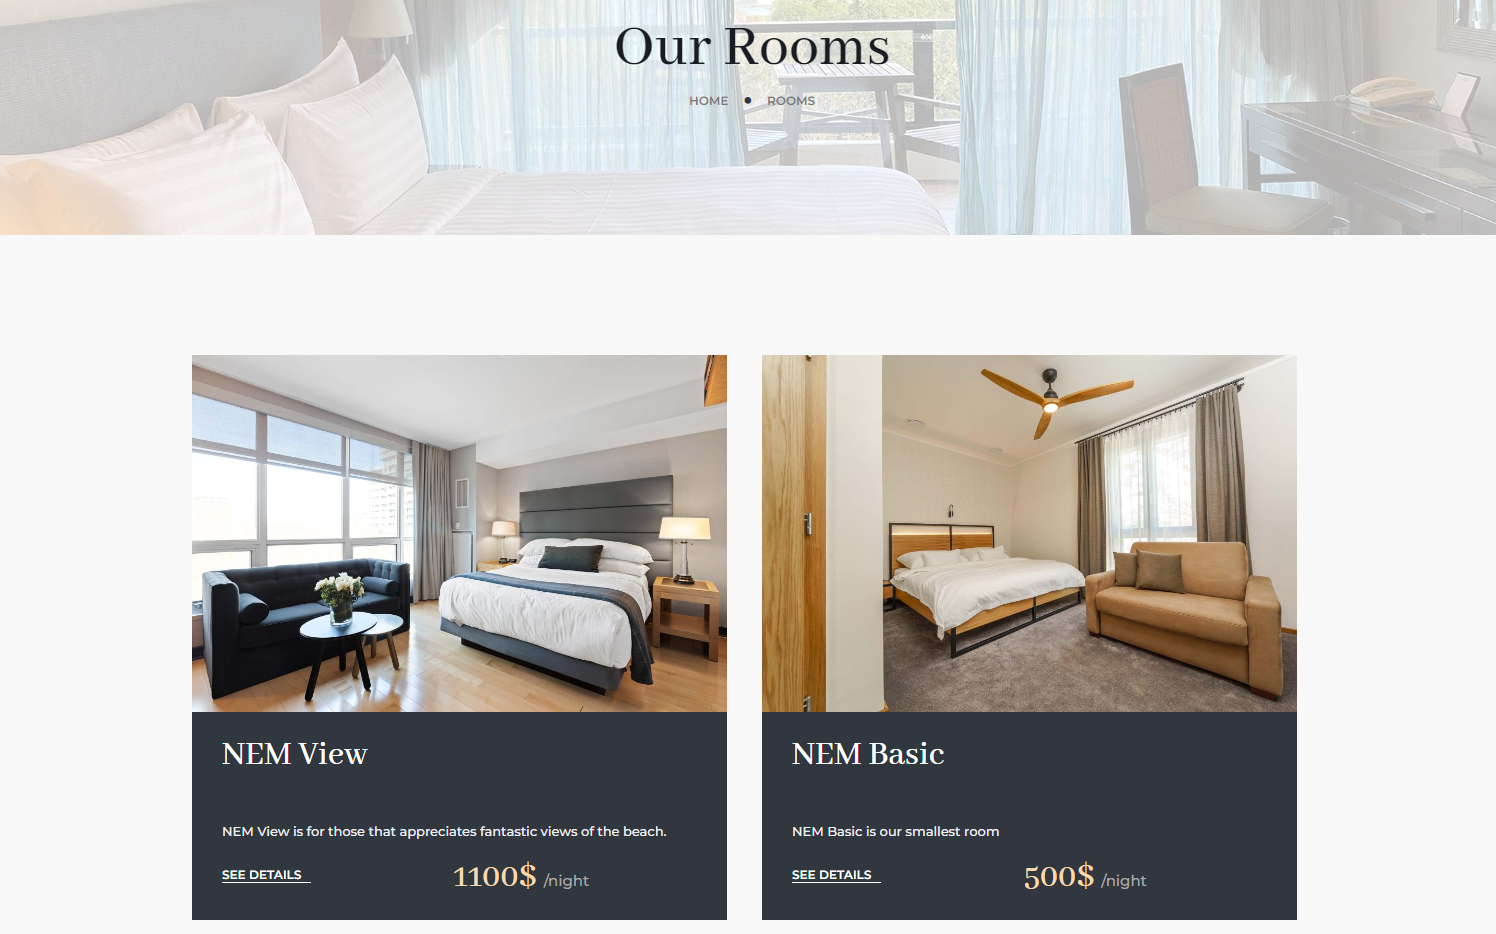 Our Rooms
HOME ● ROOMS
NEM View
NEM View is for those that appreciates fantastic views of the beach.
SEE DETAILS
1100$ /night
NEM Basic
NEM Basic is our smallest room
SEE DETAILS
500$ /night